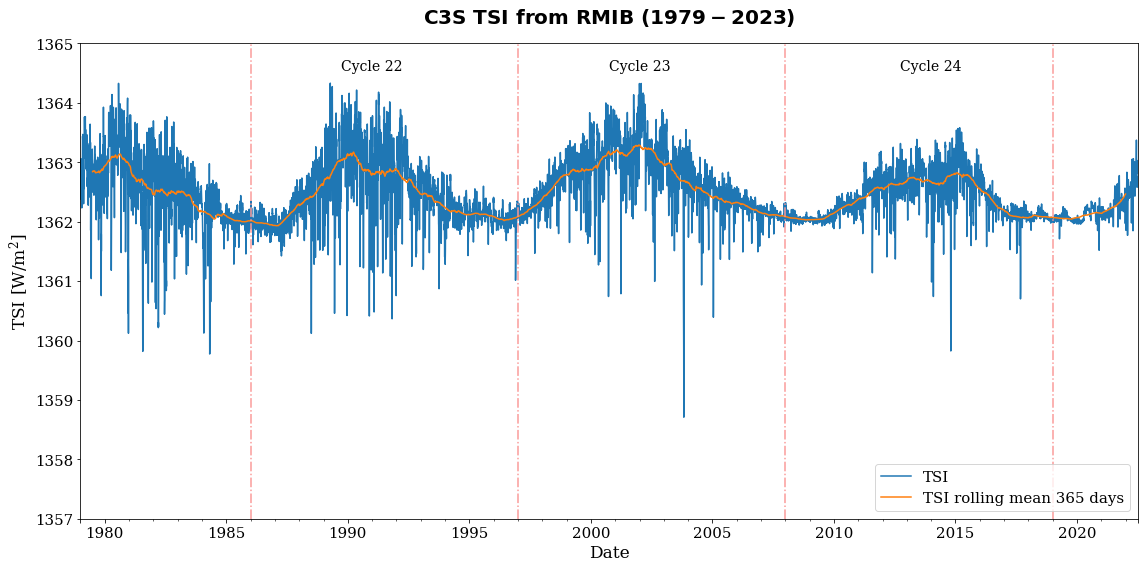 C3S TSI from RMIB (1979 − 2023)
1365
1364
1363
1362
1361
1360
1359
1358
1357
TSI [W/m²]
Cycle 22
Cycle 23
Cycle 24
TSI
TSI rolling mean 365 days
1980
1985
1990
1995
2000
2005
2010
2015
2020
Date